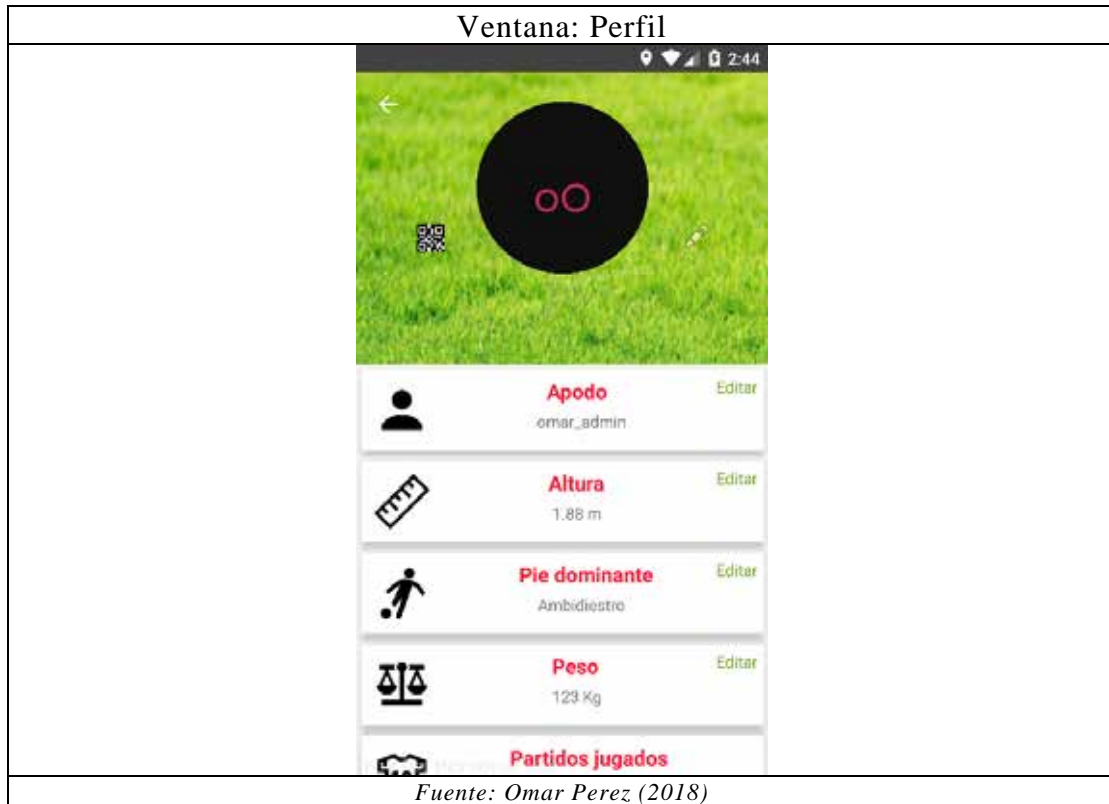 Ventana: Perfil
2:44
oO
Apodo
Editar
omar_admin
Altura
Editar
1.88 m
Pie dominante
Editar
Ambidiestro
Peso
Editar
123 Kg
Partidos jugados
Fuente: Omar Perez (2018)